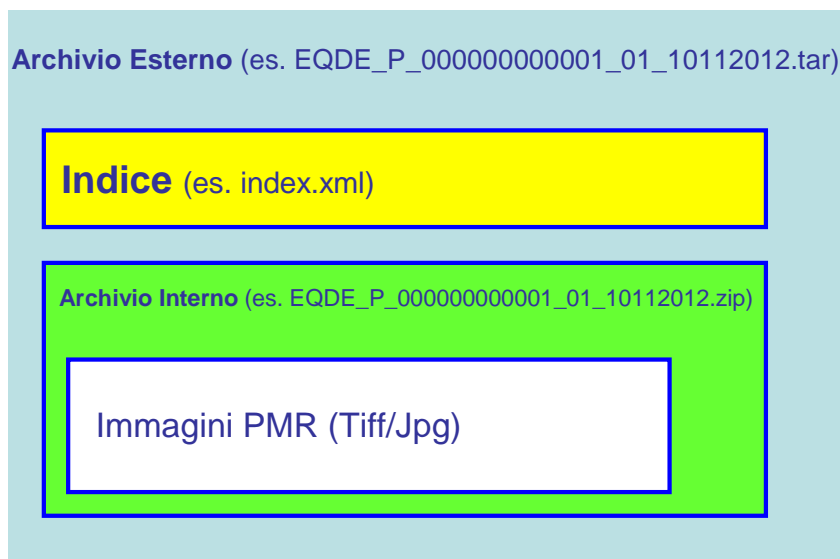 Archivio Esterno (es. EQDE_P_000000000001_01_10112012.tar)
Indice (es. index.xml)
Archivio Interno (es. EQDE_P_000000000001_01_10112012.zip)
Immagini PMR (Tiff/Jpg)